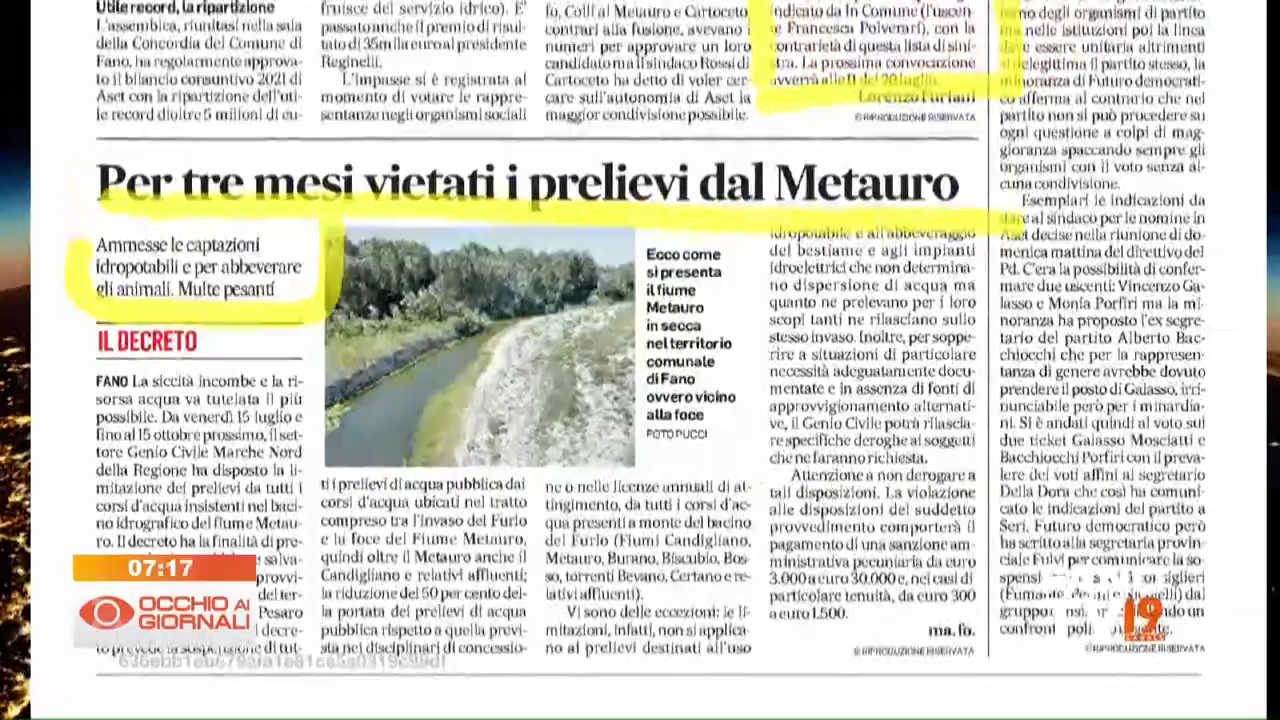 Utile record, la ripartizione
L'assemblea, riunitasi nella sala
della Concordia del Comune di
Fano, ha regolarmente approva-
to il bilancio consuntivo 2021 di
Aset con la ripartizione dell'uti-
le record di oltre 5 milioni di eu-
fruisce del servizio idrico). E'
passato anche il premio di risul-
tato di 35mila euro al presidente
Reginelli.
L'impasse si è registrata al
momento di votare le rappre-
sentanze negli organismi sociali
fo, Colli al Metauro e Cartoceto
contrari alla fusione, avevano i
numeri per approvare un loro
candidato ma il sindaco Rossi di
Cartoceto ha detto di voler cer-
care sull'autonomia di Aset la
maggior condivisione possibile.
indicato da In Comune (l'uscen-
te Francesca Polverari), con la
contrarietà di questa lista di sini-
stra. La prossima convocazione
avverrà alle 11 del 20 luglio.
Lorenzo Furlani
© RIPRODUZIONE RISERVATA
Per tre mesi vietati i prelievi dal Metauro
Ammesse le captazioni
idropotabili e per abbeverare
gli animali. Multe pesanti
IL DECRETO
FANO La siccità incombe e la ri-
sorsa acqua va tutelata il più
possibile. Da venerdì 15 luglio e
fino al 15 ottobre prossimo, il set-
tore Genio Civile Marche Nord
della Regione ha disposto la li-
mitazione dei prelievi da tutti i
corsi d'acqua insistenti nel baci-
no idrografico del fiume Metau-
ro. Il decreto ha la finalità di pre-
salva-
provvi-
del ter-
Pesaro
decre-
to prevede la sospensione di tut-
Ecco come
si presenta
il fiume
Metauro
in secca
nel territorio
comunale
di Fano
ovvero vicino
alla foce
FOTO PUCCI
ti i prelievi di acqua pubblica dai
corsi d'acqua ubicati nel tratto
compreso tra l'invaso del Furlo
e la foce del Fiume Metauro,
quindi oltre il Metauro anche il
Candigliano e relativi affluenti;
la riduzione del 50 per cento del-
la portata dei prelievi di acqua
pubblica rispetto a quella previ-
sta nei disciplinari di concessio-
ne o nelle licenze annuali di at-
tingimento, da tutti i corsi d'ac-
qua presenti a monte del bacino
del Furlo (Fiumi Candigliano,
Metauro, Burano, Biscubio, Bos-
so, torrenti Bevano, Certano e re-
lativi affluenti).
Vi sono delle eccezioni: le li-
mitazioni, infatti, non si applica-
no ai prelievi destinati all'uso
idropotabile e all'abbeveraggio
del bestiame e agli impianti
idroelettrici che non determina-
no dispersione di acqua ma
quanto ne prelevano per i loro
scopi tanti ne rilasciano sullo
stesso invaso. Inoltre, per soppe-
rire a situazioni di particolare
necessità adeguatamente docu-
mentate e in assenza di fonti di
approvvigionamento alternati-
ve, il Genio Civile potrà rilascia-
re specifiche deroghe ai soggetti
che ne faranno richiesta.
Attenzione a non derogare a
tali disposizioni. La violazione
alle disposizioni del suddetto
provvedimento comporterà il
pagamento di una sanzione am-
ministrativa pecuniaria da euro
3.000 a euro 30.000 e, nei casi di
particolare tenuità, da euro 300
a euro 1.500.
ma. fo.
© RIPRODUZIONE RISERVATA
degli organismi di partito
nelle istituzioni poi la linea
deve essere unitaria altrimenti
si delegittima il partito stesso, la
minoranza di Futuro democrati-
co afferma al contrario che nel
partito non si può procedere su
ogni questione a colpi di mag-
gioranza spaccando sempre gli
organismi con il voto senza al-
cuna condivisione.
Esemplari le indicazioni da
dare al sindaco per le nomine in
Aset decise nella riunione di do-
menica mattina del direttivo del
Pd. C'era la possibilità di confer-
mare due uscenti: Vincenzo Ga-
lasso e Monia Porfiri ma la mi-
noranza ha proposto l'ex segre-
tario del partito Alberto Bac-
chiocchi che per la rappresen-
tanza di genere avrebbe dovuto
prendere il posto di Galasso, irri-
nunciabile però per i minardia-
ni. Si è andati quindi al voto sui
due ticket Galasso Mosciatti e
Bacchiocchi Porfiri con il preva-
lere dei voti affini al segretario
Della Dora che così ha comuni-
cato le indicazioni del partito a
Seri. Futuro democratico però
ha scritto alla segreteria provin-
ciale Fulvi per comunicare la so-
spensi
dal
gruppo
confront
© RIPRODUZIONE RISERVATA
07:17
OCCHIO AI
GIORNALI
19